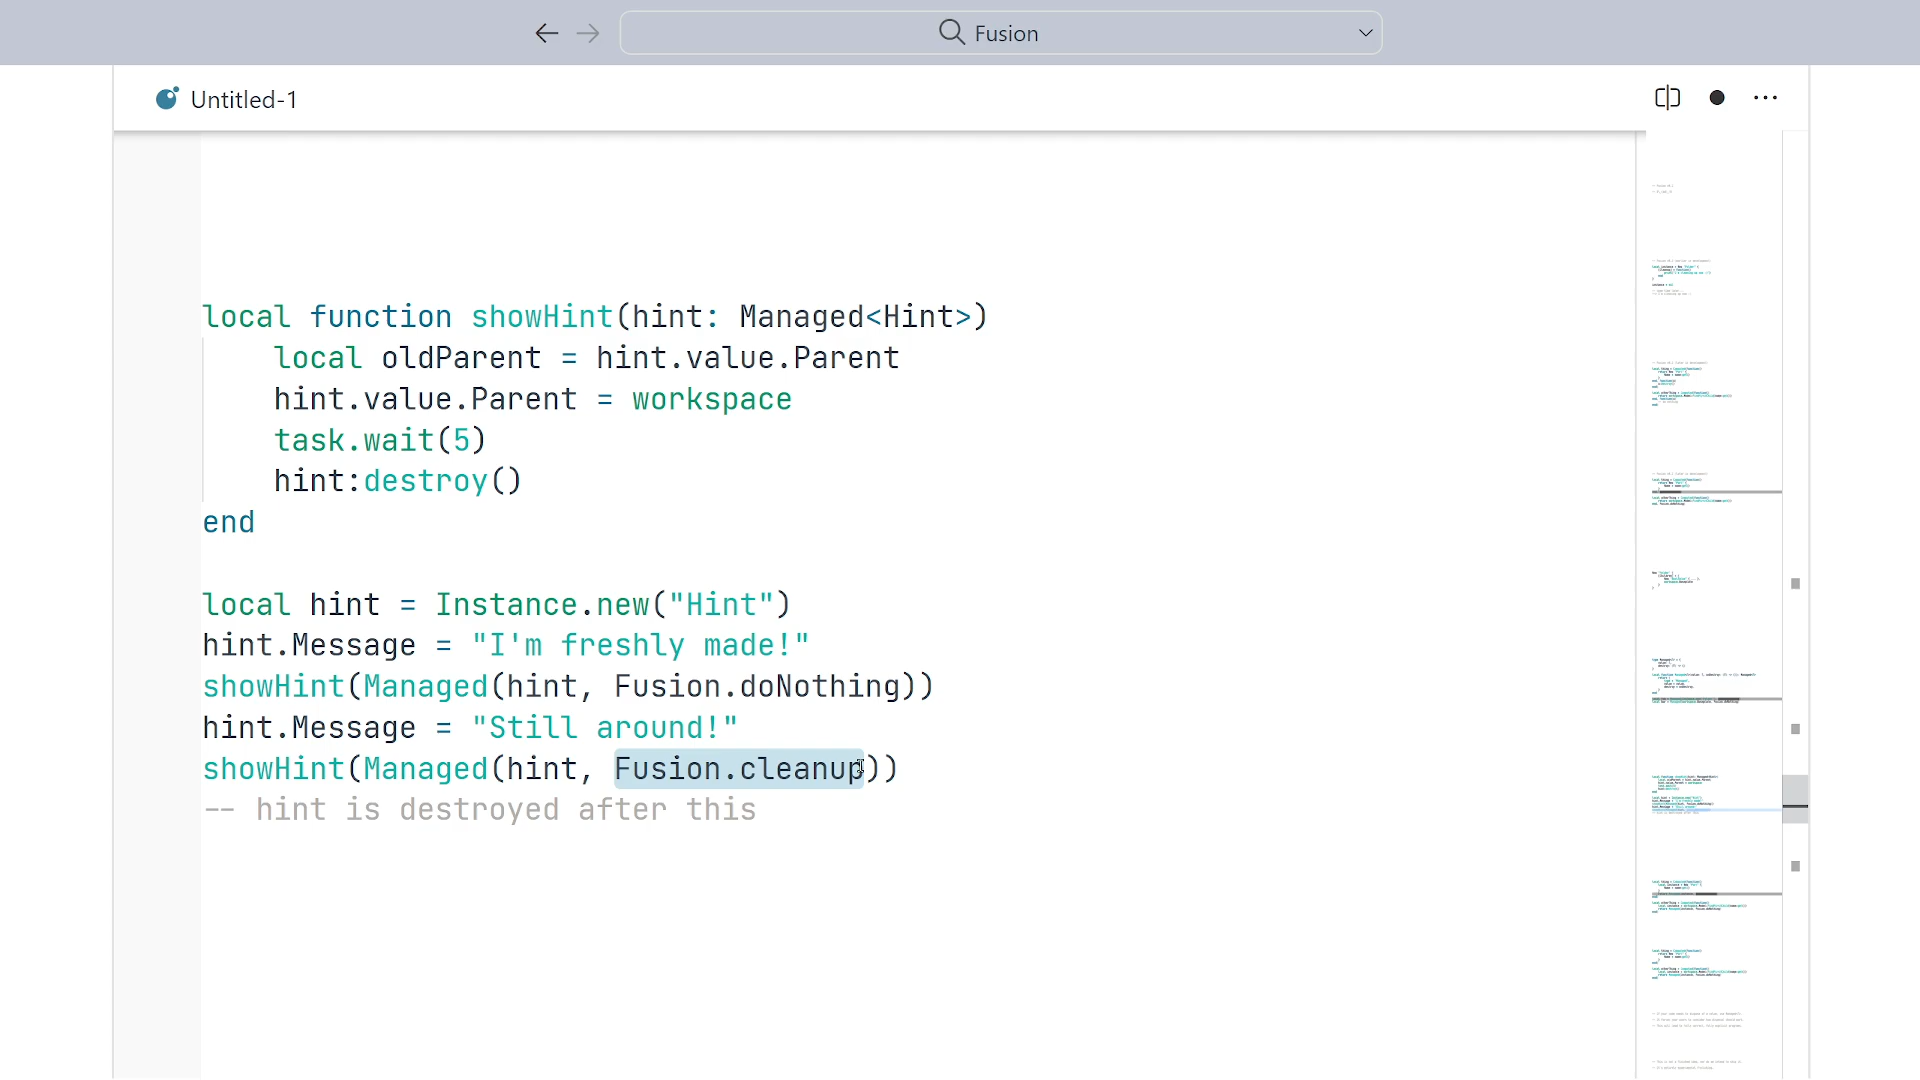 Fusion
Untitled-1
local function showHint(hint: Managed<Hint>)
local oldParent = hint.value.Parent
hint.value.Parent = workspace
task.wait(5)
hint:destroy()
end
local hint = Instance.new("Hint")
hint.Message = "I'm freshly made!"
showHint(Managed(hint, Fusion.doNothing))
hint.Message = "Still around!"
showHint(Managed(hint, Fusion.cleanup))
-- hint is destroyed after this